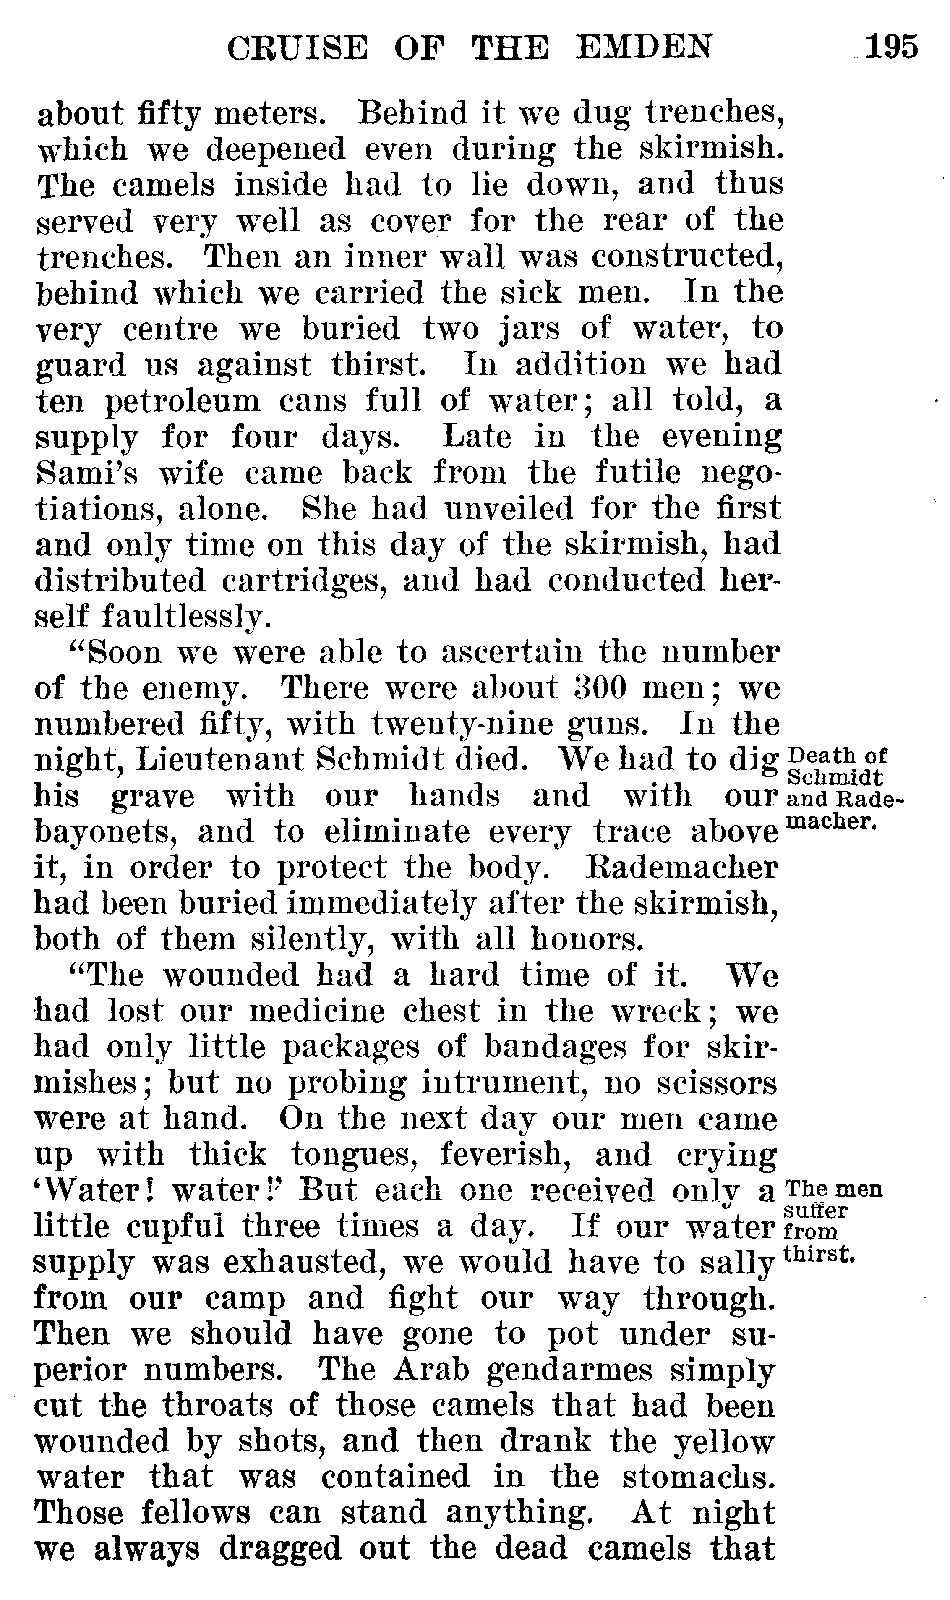 CRUISE OF THE EMDEN 195
about fifty meters. Behind it we dug trenches,
which we deepened even during the skirmish.
The camels inside had to lie down, and thus
served very well as cover for the rear of the
trenches. Then an inner wall was constructed,
behind which we carried the sick men. In the
very centre we buried two jars of water, to
guard us against thirst. In addition we had
ten petroleum cans full of water; all told, a
supply for four days. Late in the evening
Sami's wife came back from the futile nego-
tiations, alone. She had unveiled for the first
and only time on this day of the skirmish, had
distributed cartridges, and had conducted her-
self faultlessly.
"Soon we were able to ascertain the number
of the enemy. There were about 300 men; we
numbered fifty, with twenty-nine guns. In the
night, Lieutenant Schmidt died. We had to dig
his grave with our hands and with our
bayonets, and to eliminate every trace above
it, in order to protect the body. Rademacher
had been buried immediately after the skirmish,
both of them silently, with all honors.
Death of
Schmidt
and Rade-
macher.
"The wounded had a hard time of it. We
had lost our medicine chest in the wreck; we
had only little packages of bandages for skir-
mishes; but no probing intrument, no scissors
were at hand. On the next day our men came
up with thick tongues, feverish, and crying
'Water! water!' But each one received only a
little cupful three times a day. If our water
supply was exhausted, we would have to sally
from our camp and fight our way through.
Then we should have gone to pot under su-
perior numbers. The Arab gendarmes simply
cut the throats of those camels that had been
wounded by shots, and then drank the yellow
water that was contained in the stomachs.
Those fellows can stand anything. At night
we always dragged out the dead camels that
The men
suffer
from
thirst.